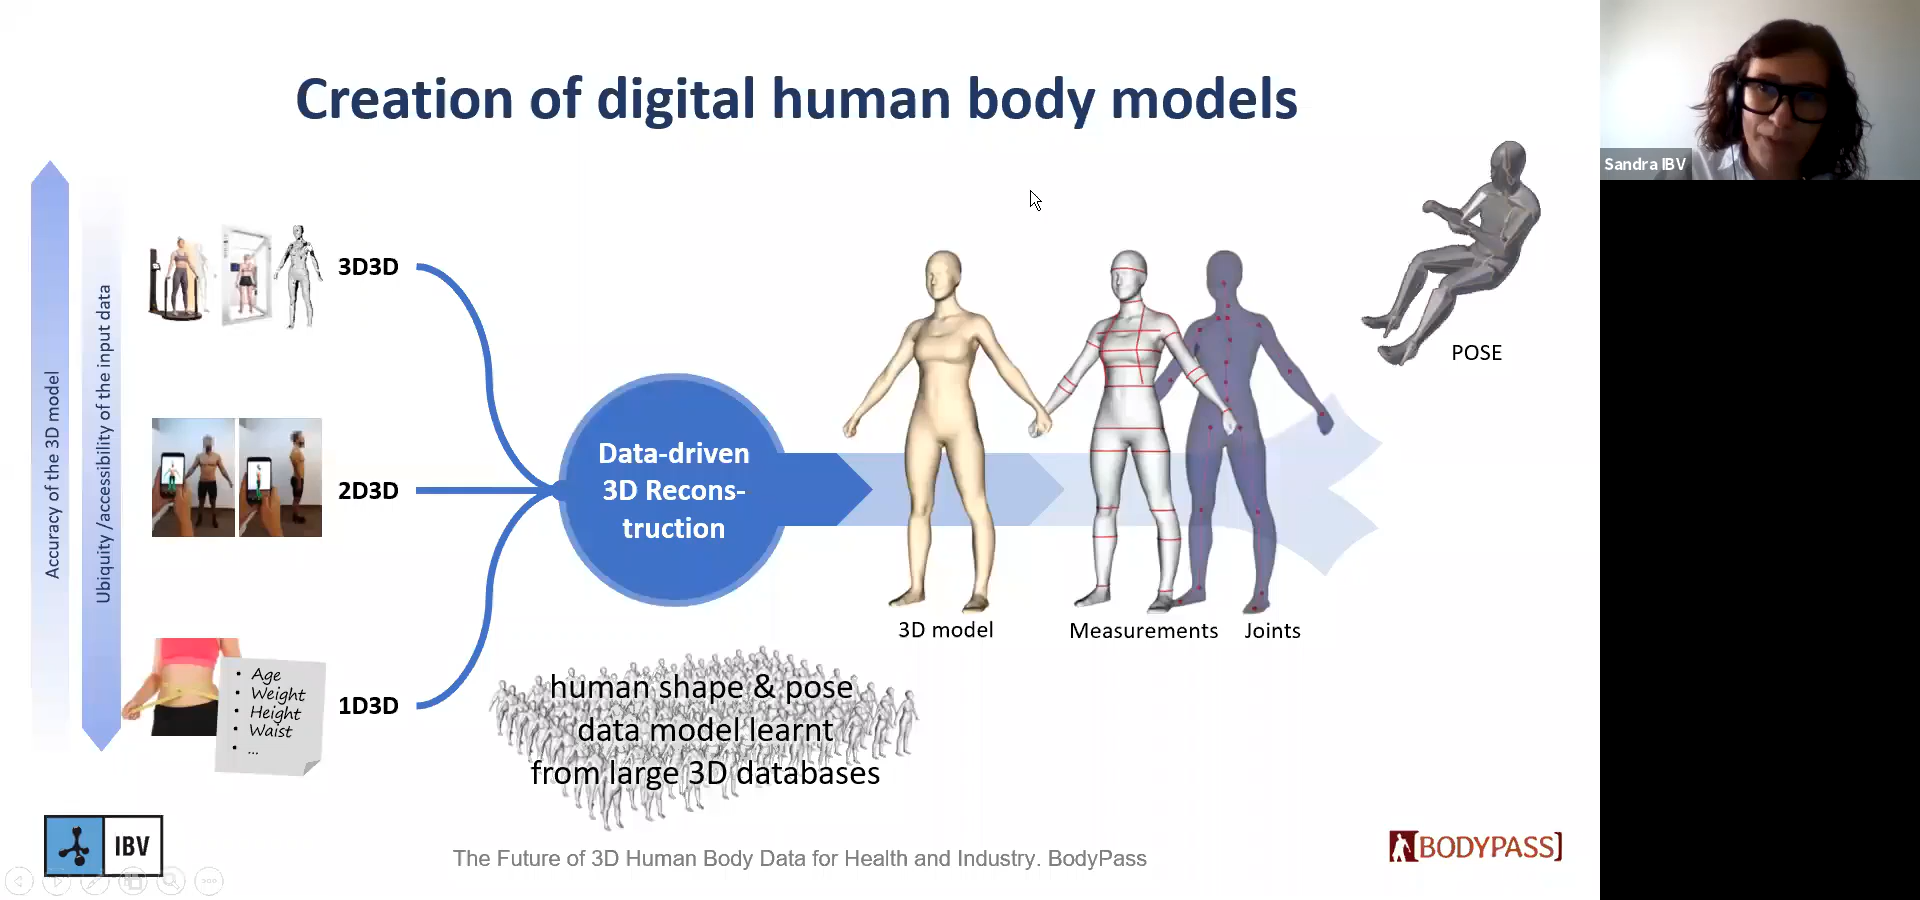 Creation of digital human body models
Sandra IBV
Accuracy of the 3D model
Ubiquity /accessibility of the input data
3D3D
2D3D
1D3D
• Age
• Weight
• Height
• Waist
• ...
Data-driven
3D Recons-
truction
3D model
Measurements
Joints
POSE
human shape & pose
data model learnt
from large 3D databases
IBV
The Future of 3D Human Body Data for Health and Industry. BodyPass
[BODYPASS]